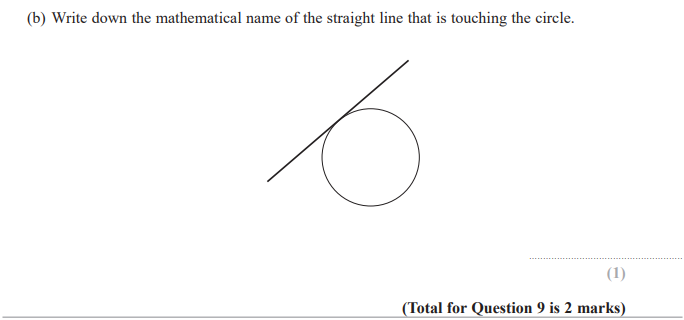 (b) Write down the mathematical name of the straight line that is touching the circle.
(1)
(Total for Question 9 is 2 marks)